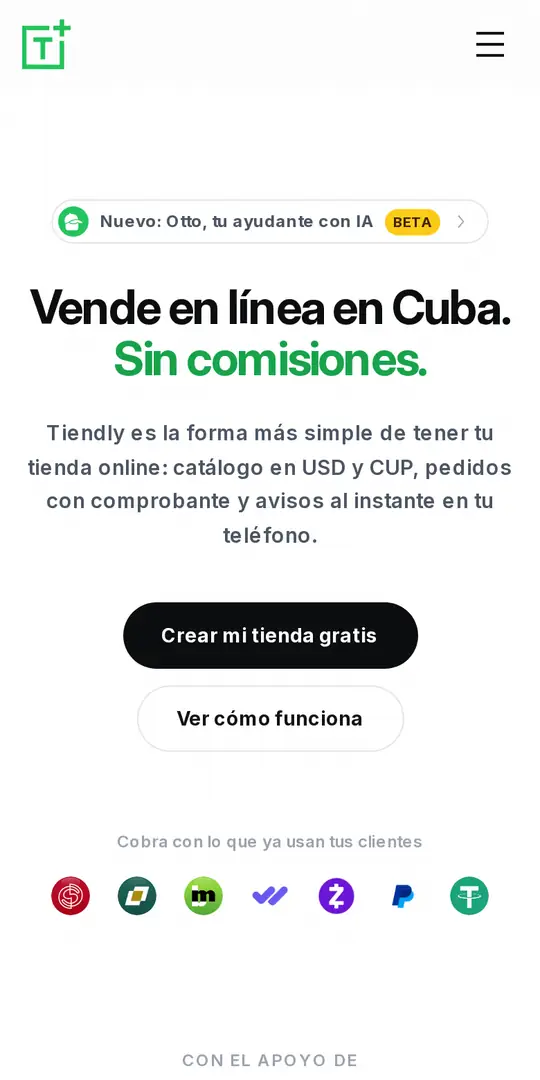 T
Nuevo: Otto, tu ayudante con IA BETA
Vende en línea en Cuba.
Sin comisiones.
Tiendly es la forma más simple de tener tu
tienda online: catálogo en USD y CUP, pedidos
con comprobante y avisos al instante en tu
teléfono.
Crear mi tienda gratis
Ver cómo funciona
Cobra con lo que ya usan tus clientes
CON EL APOYO DE